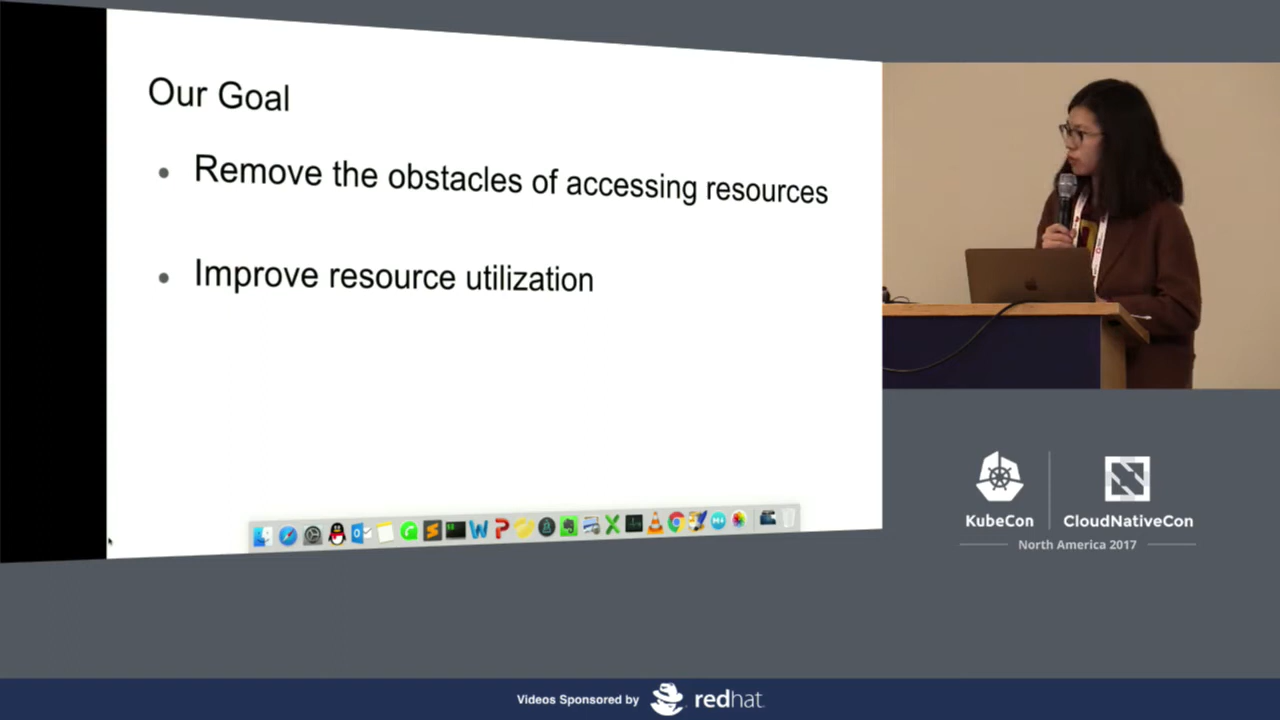 Our Goal
• Remove the obstacles of accessing resources
• Improve resource utilization
KubeCon
CloudNativeCon
North America 2017
Videos Sponsored by
redhat.